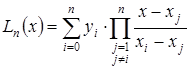 L_n(x) = \sum_{i=0}^{n} y_i \cdot \prod_{\substack{j=1 \\ j \neq i}}^{n} \frac{x - x_j}{x_i - x_j}